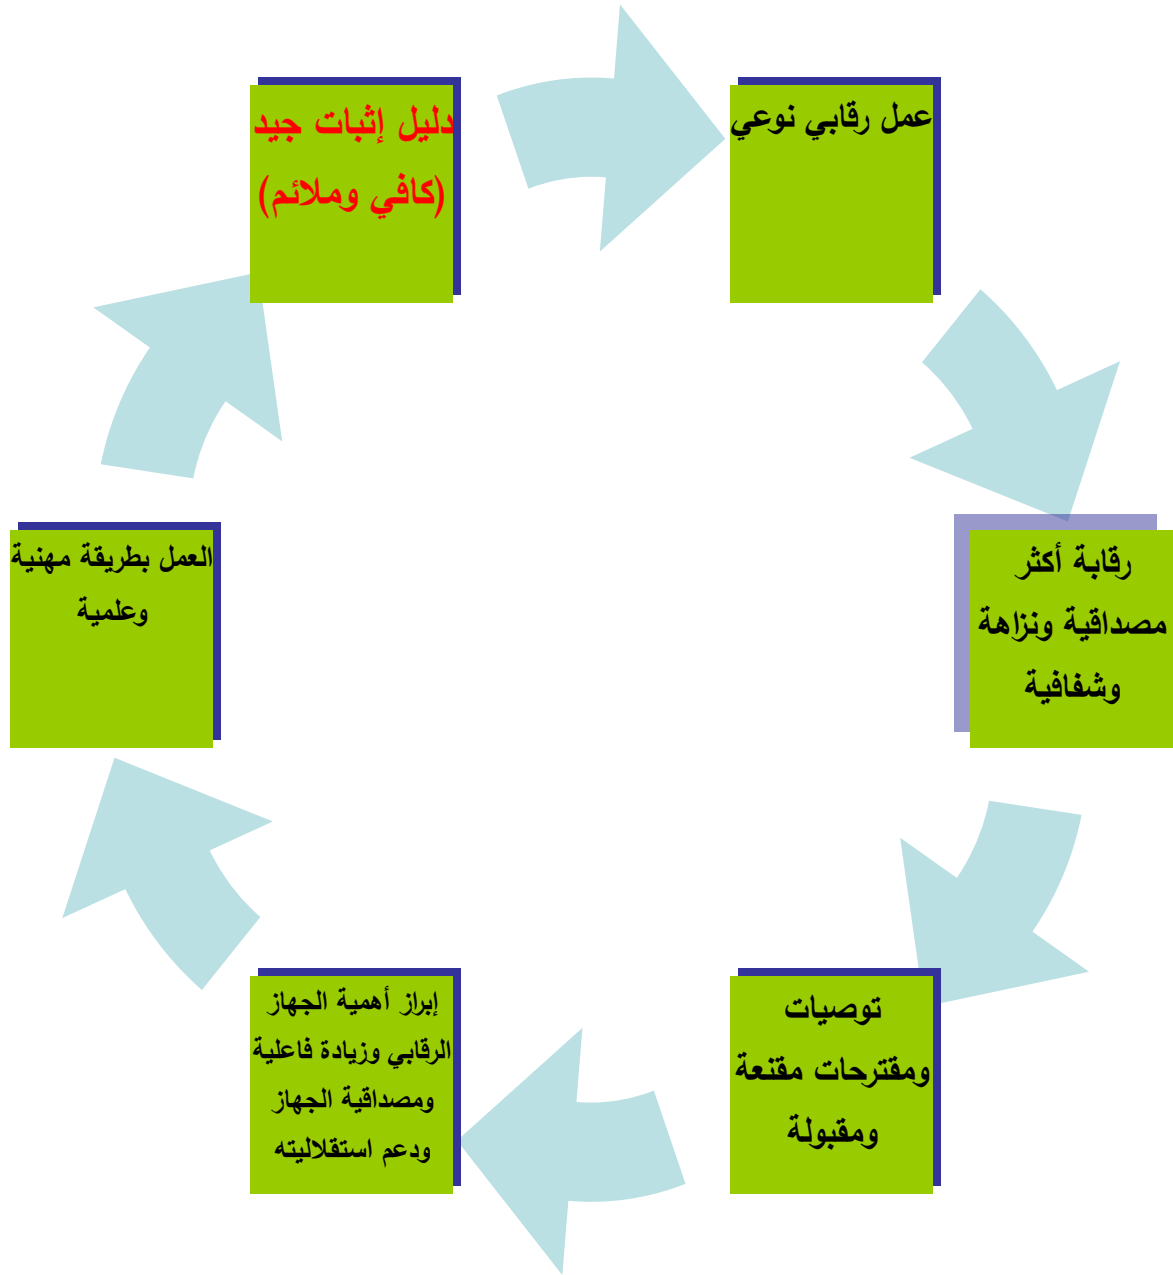 دليل إثبات جيد
(كافي وملائم)
عمل رقابي نوعي
رقابة أكثر
مصداقية ونزاهة
وشفافية
توصيات
ومقترحات مقنعة
ومقبولة
إبراز أهمية الجهاز
الرقابي وزيادة فاعلية
ومصداقية الجهاز
ودعم استقلاليته
العمل بطريقة مهنية
وعلمية